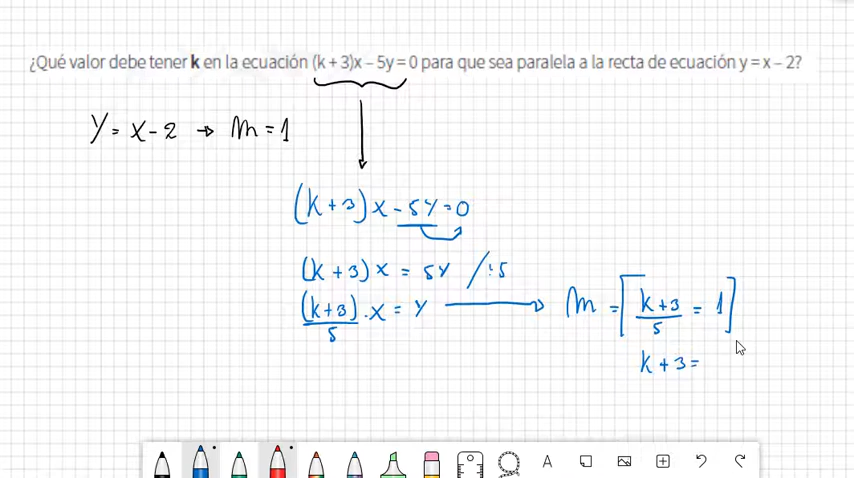 ¿Qué valor debe tener k en la ecuación (k + 3)x – 5y = 0 para que sea paralela a la recta de ecuación y = x – 2?
y = x - 2 → m = 1
(k + 3) x - 5y = 0
(k + 3) x = 5y / :5
(k+3)/5 · x = y → m = [k+3/5 = 1]
k + 3 =
A